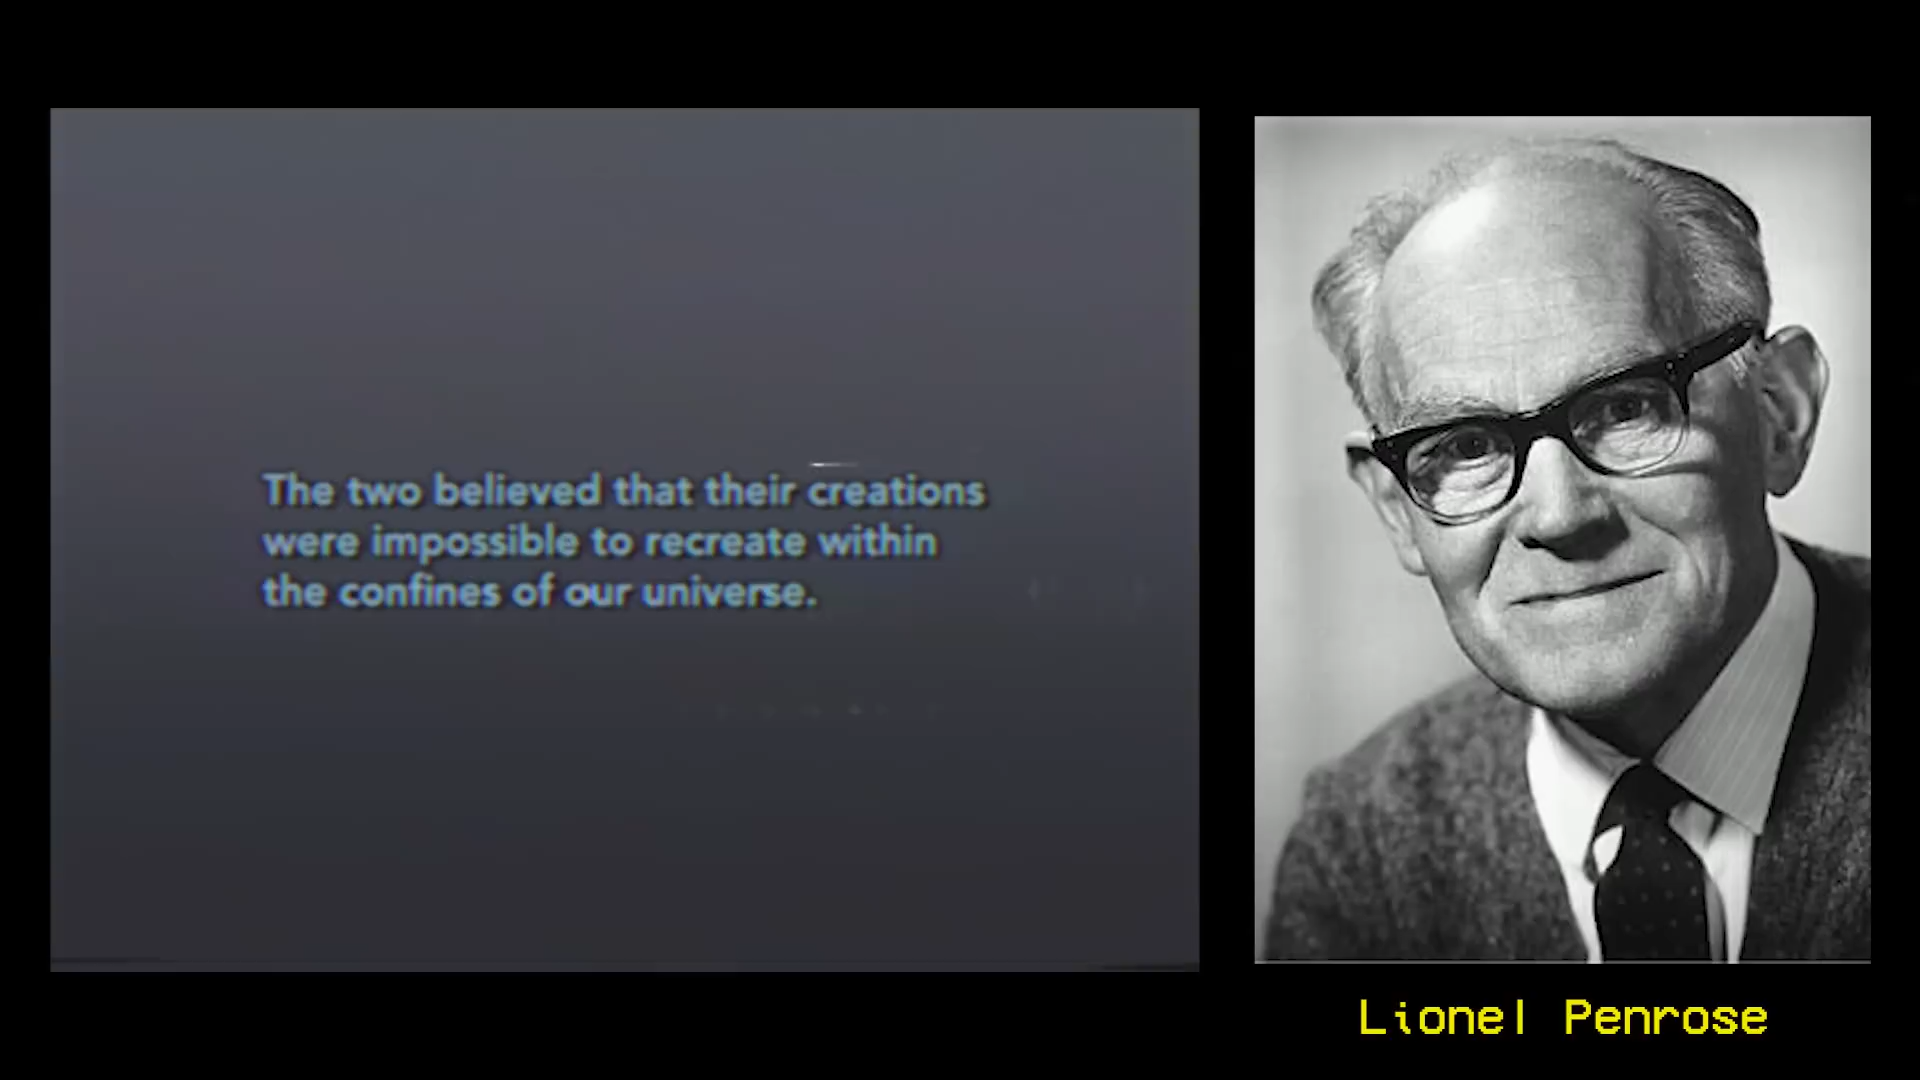 The two believed that their creations
were impossible to recreate within
the confines of our universe.
Lionel Penrose